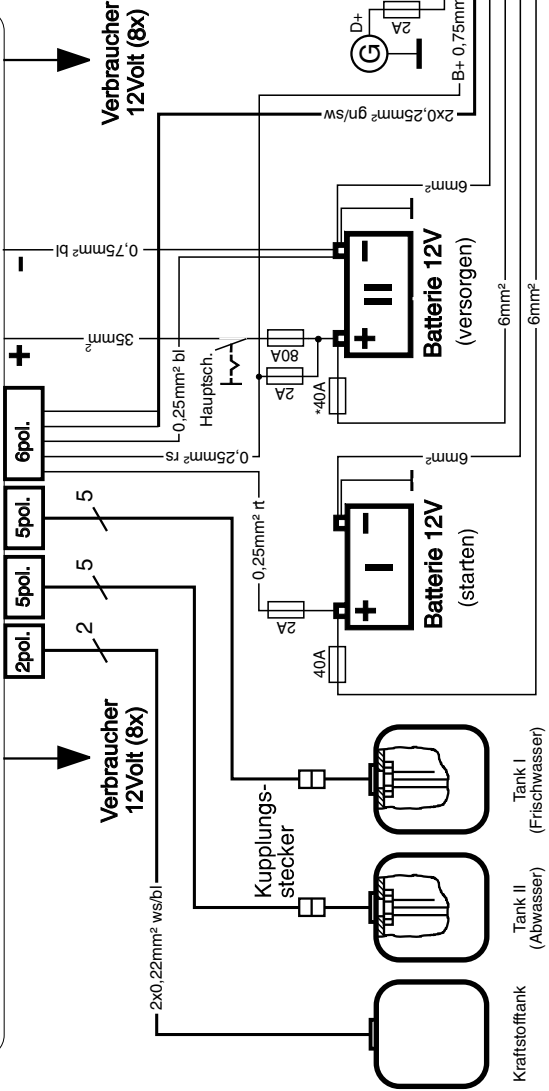 Verbraucher
12Volt (8x)
D+
G
2A
B+ 0,75mm
2x0,25mm² gn/sw
6mm²
-
0,75mm² bl
+
35mm²
0,25mm² bl
Hauptsch.
80A
2A
*40A
+
-
II
Batterie 12V
(versorgen)
6mm²
6mm²
6pol.
0,25mm² rs
5pol.
5
5pol.
5
2pol.
2
0,25mm² rt
2A
40A
+
-
I
Batterie 12V
(starten)
6mm²
Verbraucher
12Volt (8x)
2x0,22mm² ws/bl
Kupplungs-
stecker
Tank I
(Frischwasser)
Tank II
(Abwasser)
Kraftstofftank